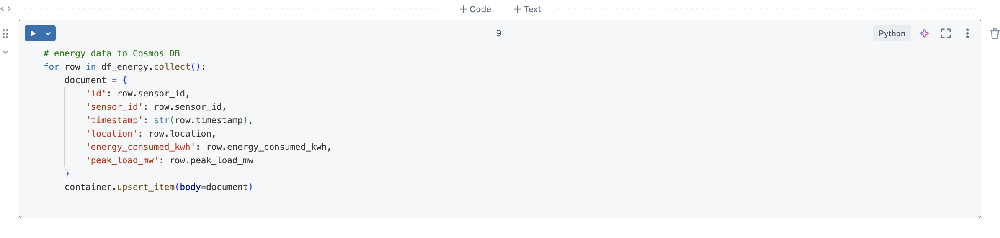 + Code + Text
9
Python
# energy data to Cosmos DB
for row in df_energy.collect():
    document = {
        'id': row.sensor_id,
        'sensor_id': row.sensor_id,
        'timestamp': str(row.timestamp),
        'location': row.location,
        'energy_consumed_kwh': row.energy_consumed_kwh,
        'peak_load_mw': row.peak_load_mw
    }
    container.upsert_item(body=document)